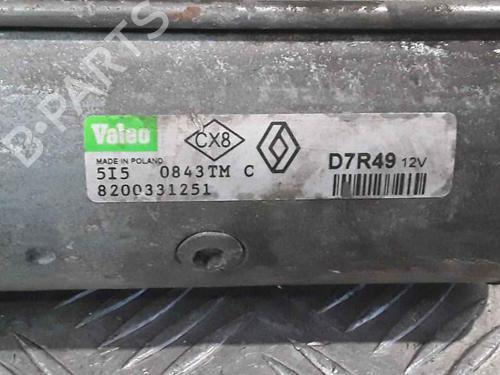 B-PARTS
Valeo
CX8
MADE IN POLAND
D7R49 12V
5I5 0843TM C
8200331251